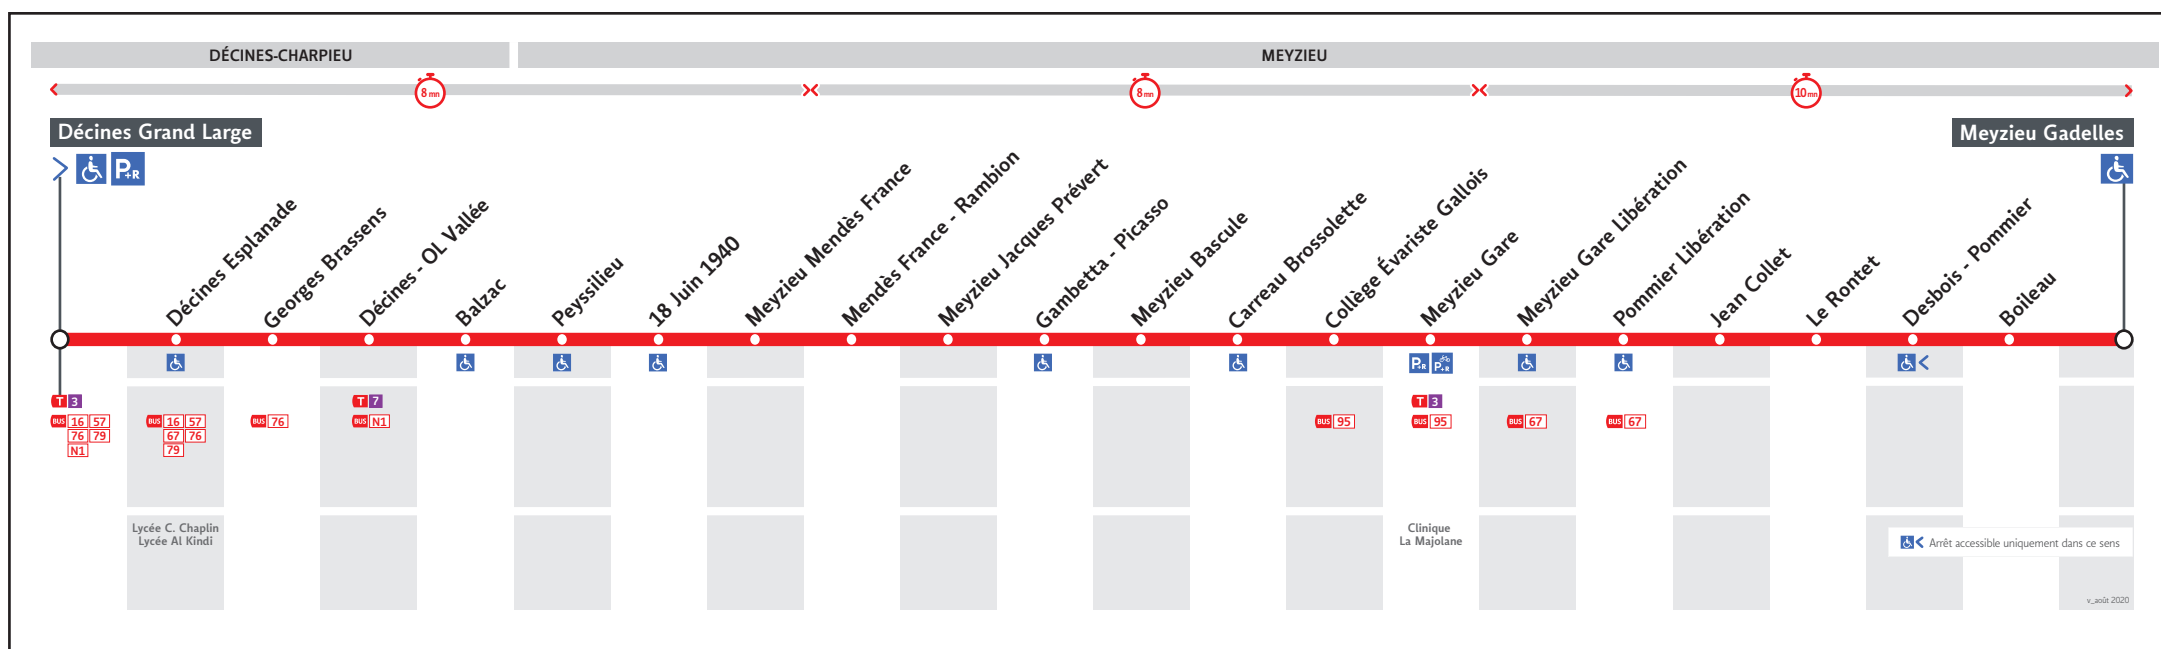 DÉCINES-CHARPIEU
MEYZIEU
8 mn
8 mn
10 mn
Décines Grand Large
Meyzieu Gadelles
P+R
Décines Esplanade
Georges Brassens
Décines - OL Vallée
Balzac
Peyssilieu
18 Juin 1940
Meyzieu Mendès France
Mendès France - Rambion
Meyzieu Jacques Prévert
Gambetta - Picasso
Meyzieu Bascule
Carreau Brossolette
Collège Évariste Gallois
Meyzieu Gare
Meyzieu Gare Libération
Pommier Libération
Jean Collet
Le Rontet
Desbois - Pommier
Boileau
P+R P+R
T 3
BUS 16 57
76 79
N1
BUS 16 57
67 76
79
BUS 76
T 7
BUS N1
BUS 95
T 3
BUS 95
BUS 67
BUS 67
Lycée C. Chaplin
Lycée Al Kindi
Clinique
La Majolane
Arrêt accessible uniquement dans ce sens
v_août 2020